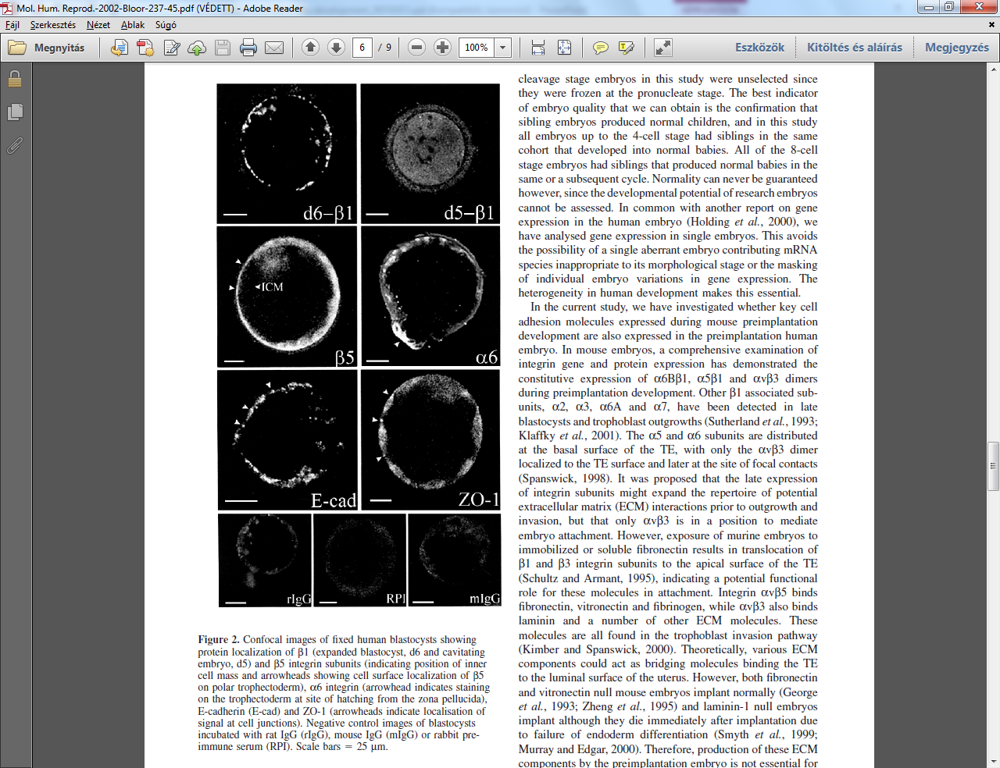 Mol. Hum. Reprod.-2002-Bloor-237-45.pdf (VÉDETT) - Adobe Reader
Fájl Szerkesztés Nézet Ablak Súgó
Megnyitás 6 / 9 100% Eszközök Kitöltés és aláírás Megjegyzés
d6–β1
d5–β1
ICM
β5
α6
E-cad
ZO-1
rIgG
RPI
mIgG
Figure 2. Confocal images of fixed human blastocysts showing
protein localization of β1 (expanded blastocyst, d6 and cavitating
embryo, d5) and β5 integrin subunits (indicating position of inner
cell mass and arrowheads showing cell surface localization of β5
on polar trophectoderm), α6 integrin (arrowhead indicates staining
on the trophectoderm at site of hatching from the zona pellucida),
E-cadherin (E-cad) and ZO-1 (arrowheads indicate localisation of
signal at cell junctions). Negative control images of blastocysts
incubated with rat IgG (rIgG), mouse IgG (mIgG) or rabbit pre-
immune serum (RPI). Scale bars = 25 μm.
cleavage stage embryos in this study were unselected since
they were frozen at the pronucleate stage. The best indicator
of embryo quality that we can obtain is the confirmation that
sibling embryos produced normal children, and in this study
all embryos up to the 4-cell stage had siblings in the same
cohort that developed into normal babies. All of the 8-cell
stage embryos had siblings that produced normal babies in the
same or a subsequent cycle. Normality can never be guaranteed
however, since the developmental potential of research embryos
cannot be assessed. In common with another report on gene
expression in the human embryo (Holding et al., 2000), we
have analysed gene expression in single embryos. This avoids
the possibility of a single aberrant embryo contributing mRNA
species inappropriate to its morphological stage or the masking
of individual embryo variations in gene expression. The
heterogeneity in human development makes this essential.
In the current study, we have investigated whether key cell
adhesion molecules expressed during mouse preimplantation
development are also expressed in the preimplantation human
embryo. In mouse embryos, a comprehensive examination of
integrin gene and protein expression has demonstrated the
constitutive expression of α6Bβ1, α5β1 and αvβ3 dimers
during preimplantation development. Other β1 associated sub-
units, α2, α3, α6A and α7, have been detected in late
blastocysts and trophoblast outgrowths (Sutherland et al., 1993;
Klaffky et al., 2001). The α5 and α6 subunits are distributed
at the basal surface of the TE, with only the αvβ3 dimer
localized to the TE surface and later at the site of focal contacts
(Spanswick, 1998). It was proposed that the late expression
of integrin subunits might expand the repertoire of potential
extracellular matrix (ECM) interactions prior to outgrowth and
invasion, but that only αvβ3 is in a position to mediate
embryo attachment. However, exposure of murine embryos to
immobilized or soluble fibronectin results in translocation of
β1 and β3 integrin subunits to the apical surface of the TE
(Schultz and Armant, 1995), indicating a potential functional
role for these molecules in attachment. Integrin αvβ5 binds
fibronectin, vitronectin and fibrinogen, while αvβ3 also binds
laminin and a number of other ECM molecules. These
molecules are all found in the trophoblast invasion pathway
(Kimber and Spanswick, 2000). Theoretically, various ECM
components could act as bridging molecules binding the TE
to the luminal surface of the uterus. However, both fibronectin
and vitronectin null mouse embryos implant normally (George
et al., 1993; Zheng et al., 1995) and laminin-1 null embryos
implant although they die immediately after implantation due
to failure of endoderm differentiation (Smyth et al., 1999;
Murray and Edgar, 2000). Therefore, production of these ECM
components by the preimplantation embryo is not essential for